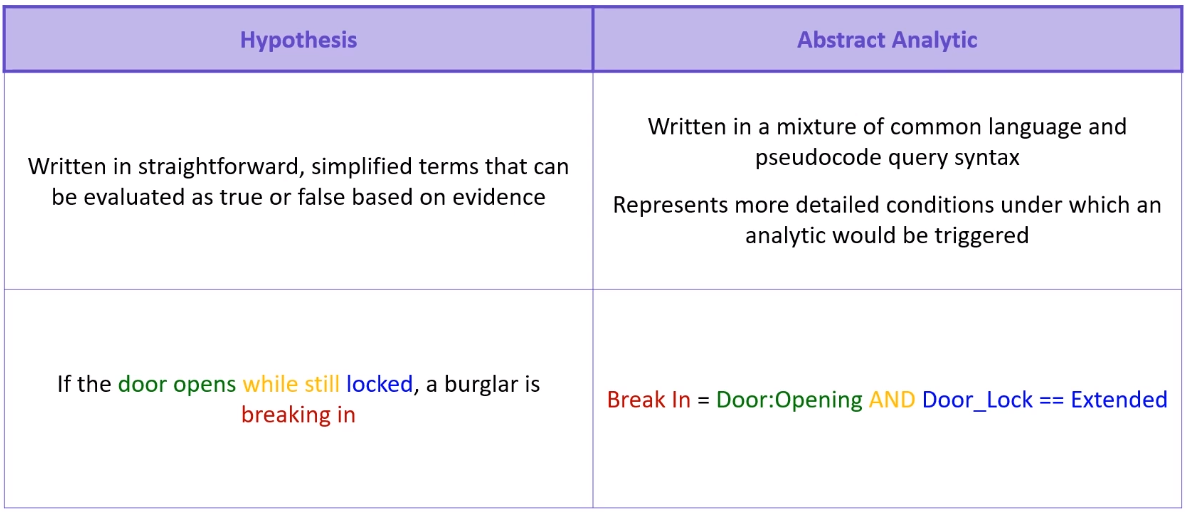 Hypothesis
Abstract Analytic
Written in straightforward, simplified terms that can
be evaluated as true or false based on evidence
Written in a mixture of common language and
pseudocode query syntax
Represents more detailed conditions under which an
analytic would be triggered
If the door opens while still locked, a burglar is
breaking in
Break In = Door:Opening AND Door_Lock == Extended